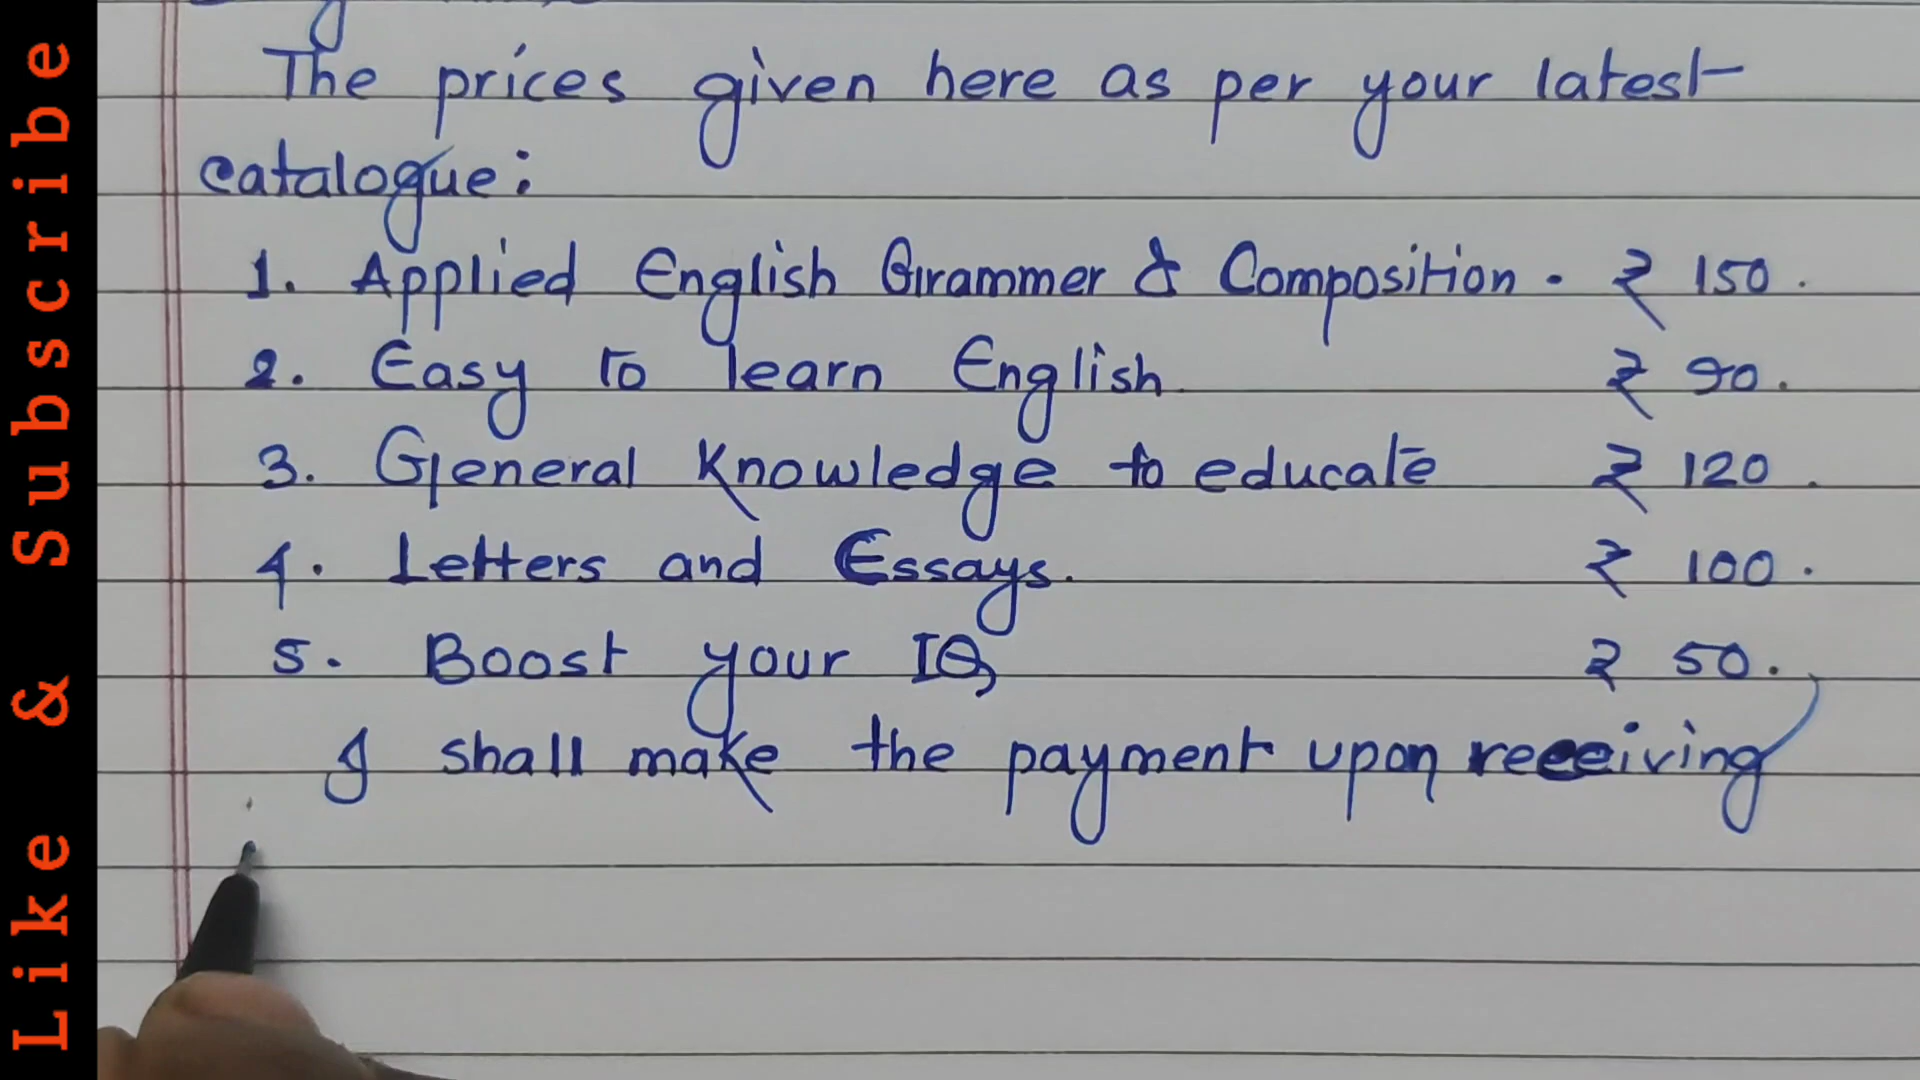 The prices given here as per your latest
catalogue:
1. Applied English Grammer & Composition. ₹ 150.
2. Easy to learn English. ₹ 90.
3. General Knowledge to educate ₹ 120.
4. Letters and Essays. ₹ 100.
5. Boost your IQ ₹ 50.
I shall make the payment upon receiving
Like & Subscribe